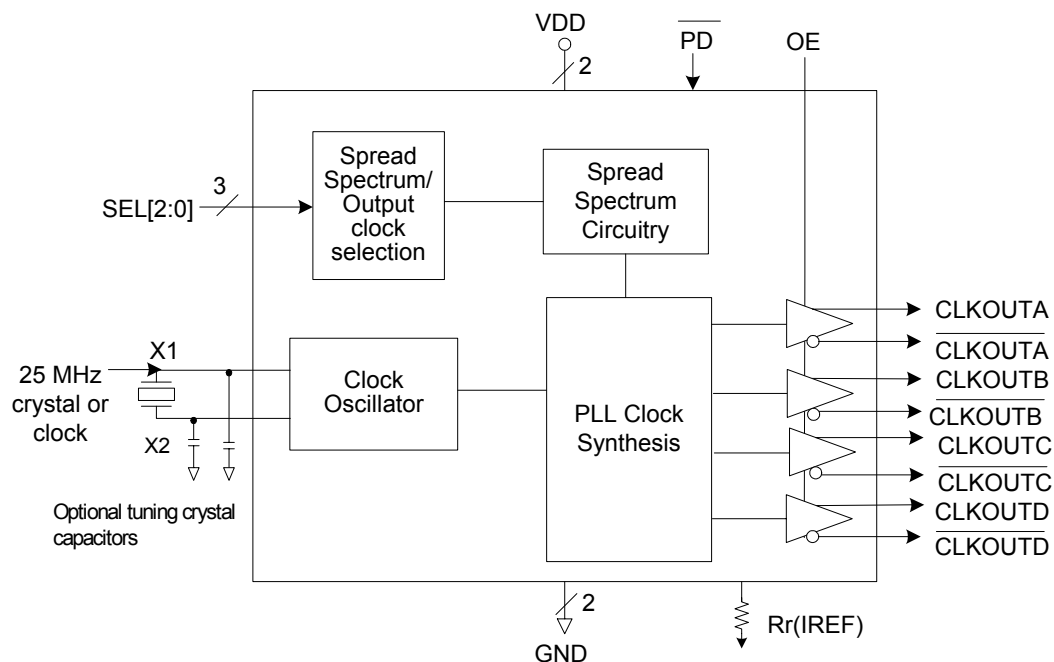 VDD
PD
OE
2
Spread
Spectrum/
Output
clock
selection
Spread
Spectrum
Circuitry
3
SEL[2:0]
CLKOUTA
CLKOUTA
CLKOUTB
CLKOUTB
CLKOUTC
CLKOUTC
CLKOUTD
CLKOUTD
X1
25 MHz
crystal or
clock
X2
Clock
Oscillator
PLL Clock
Synthesis
Optional tuning crystal
capacitors
2
GND
Rr(IREF)